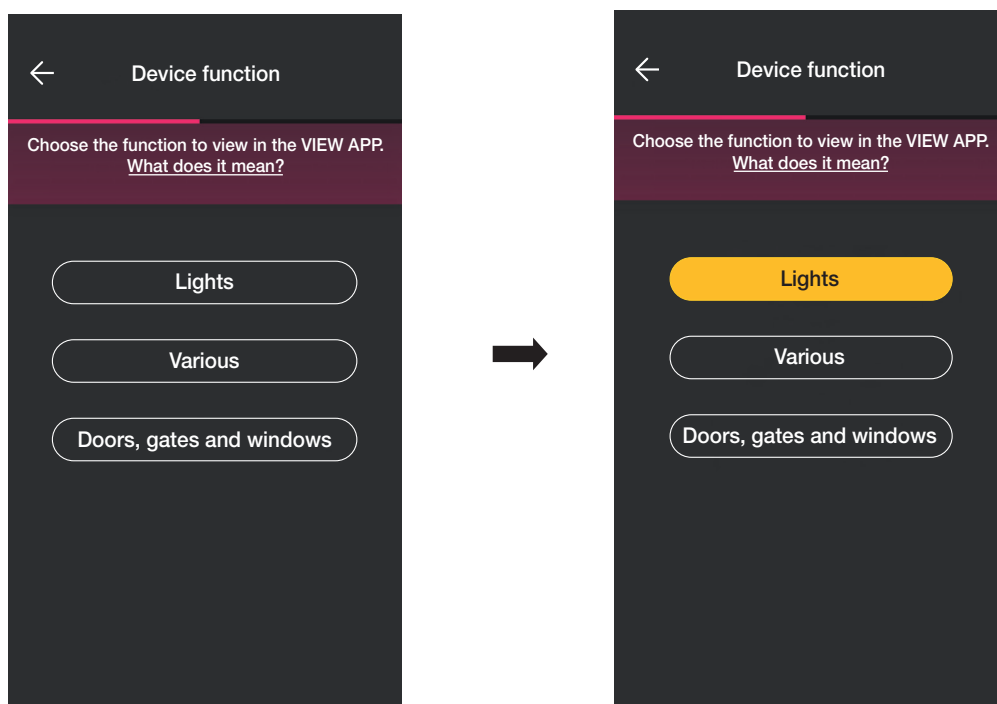 Device function
Choose the function to view in the VIEW APP.
What does it mean?
Lights
Various
Doors, gates and windows
Device function
Choose the function to view in the VIEW APP.
What does it mean?
Lights
Various
Doors, gates and windows